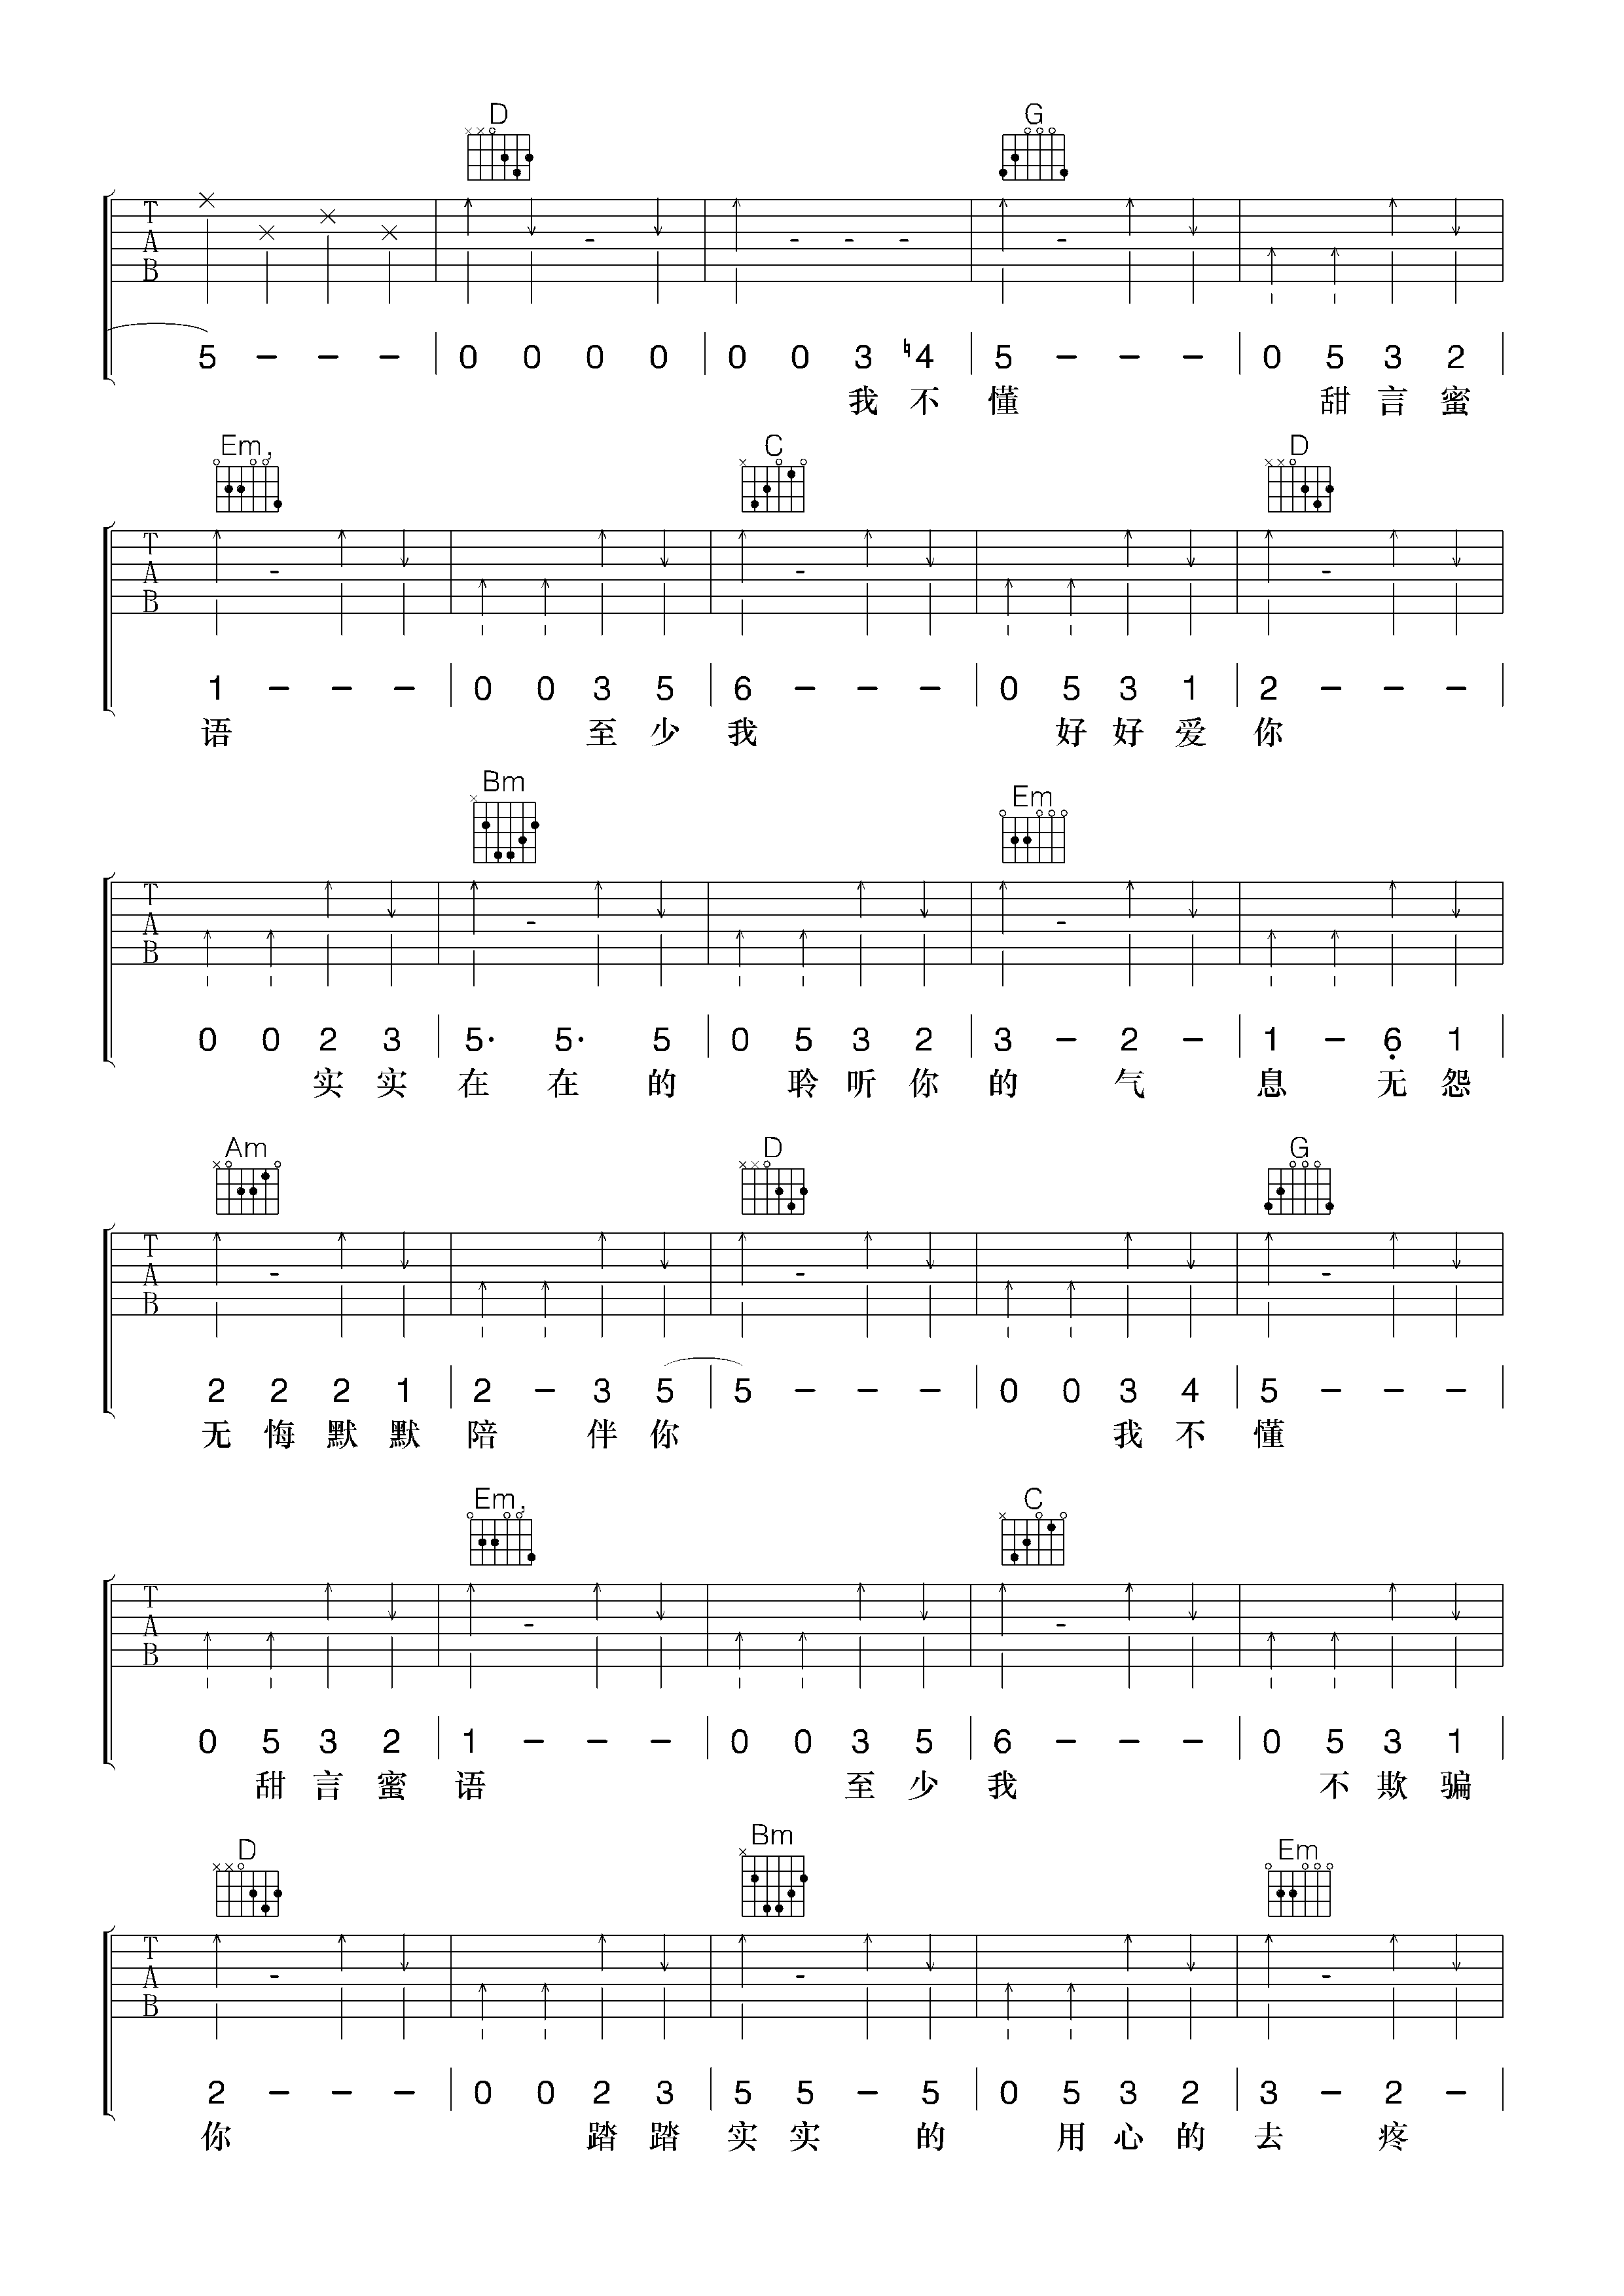 D G
T A B
5 – – – | 0 0 0 0 | 0 0 3 ♮4 | 5 – – – | 0 5 3 2 |
我 不 懂 甜 言 蜜
Em, C D
T A B
1 – – – | 0 0 3 5 | 6 – – – | 0 5 3 1 | 2 – – – |
语 至 少 我 好 好 爱 你
Bm Em
T A B
0 0 2 3 | 5· 5· 5 | 0 5 3 2 | 3 – 2 – | 1 – 6̣ 1 |
实 实 在 在 的 聆 听 你 的 气 息 无 怨
Am D G
T A B
2 2 2 1 | 2 – 3 5 | 5 – – – | 0 0 3 4 | 5 – – – |
无 悔 默 默 陪 伴 你 我 不 懂
Em, C
T A B
0 5 3 2 | 1 – – – | 0 0 3 5 | 6 – – – | 0 5 3 1 |
甜 言 蜜 语 至 少 我 不 欺 骗
D Bm Em
T A B
2 – – – | 0 0 2 3 | 5 5 – 5 | 0 5 3 2 | 3 – 2 – |
你 踏 踏 实 实 的 用 心 的 去 疼